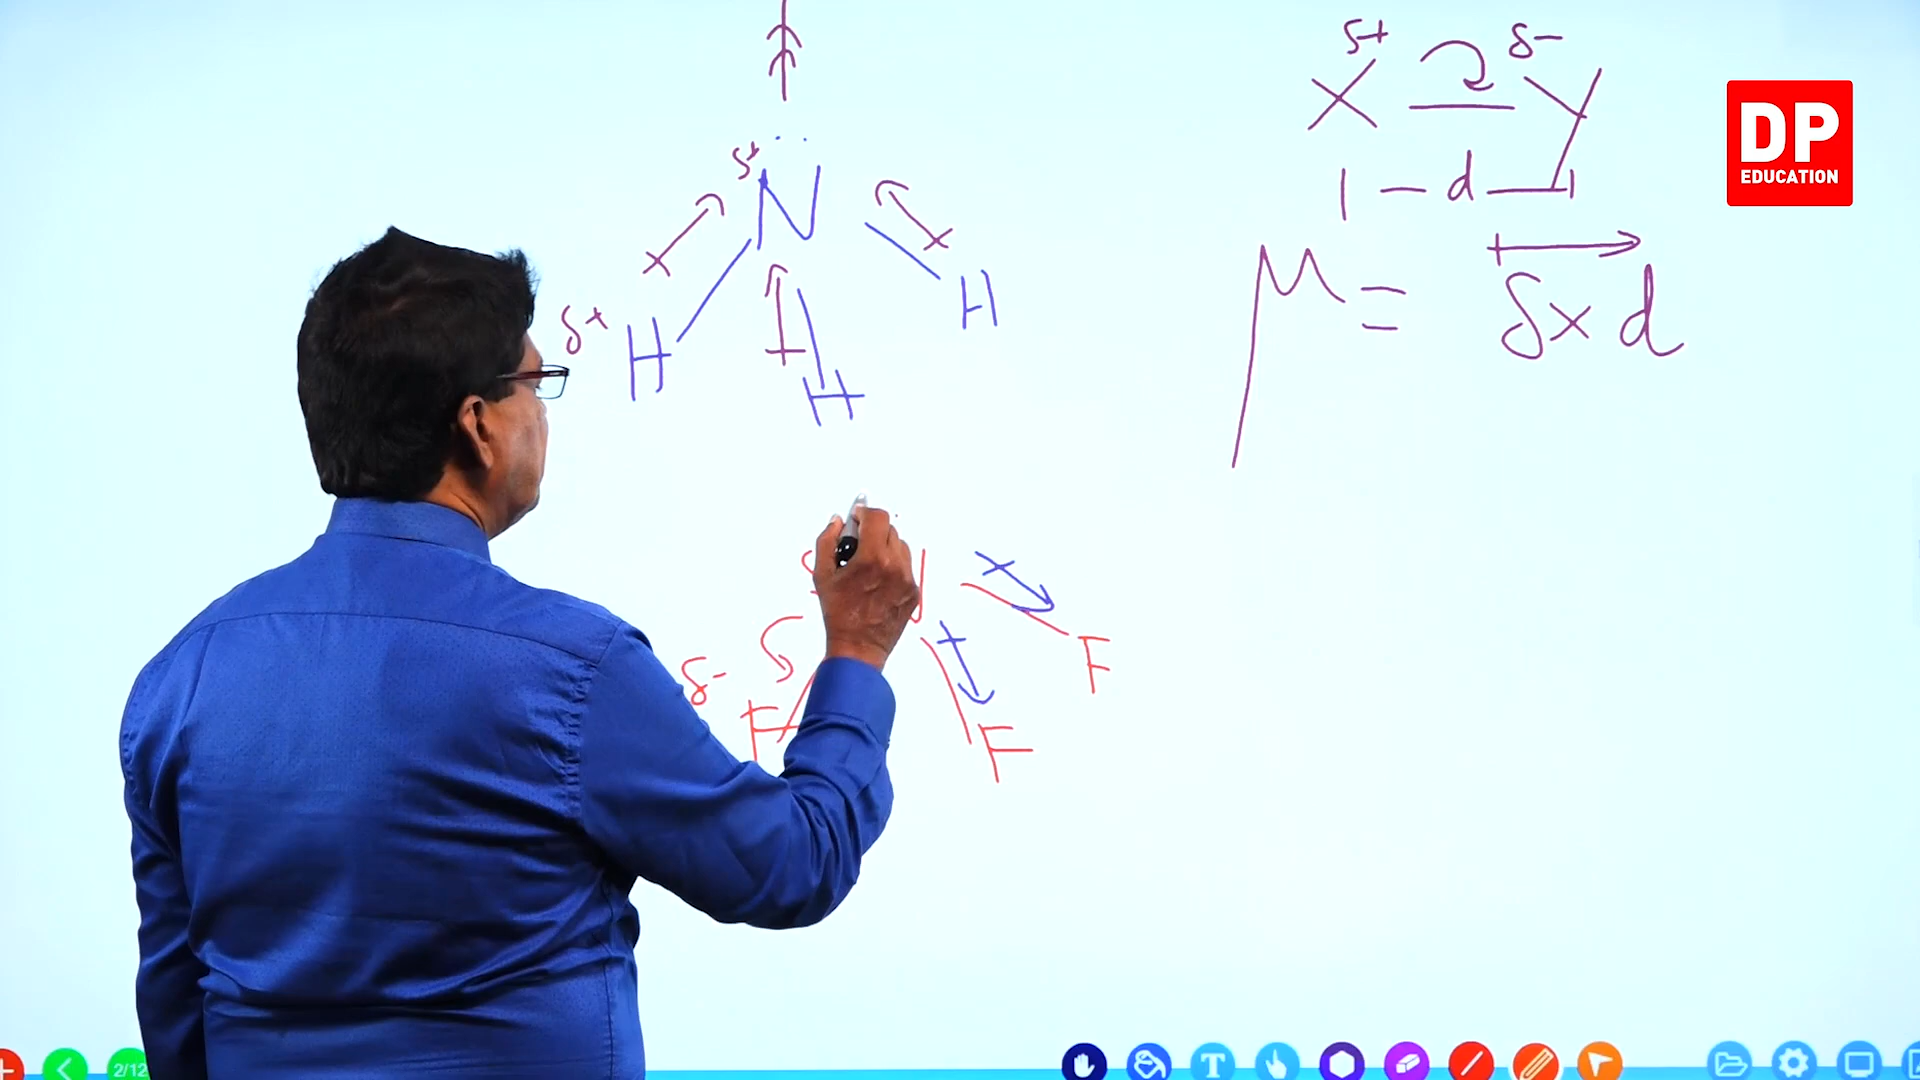 δ+ δ-
X Y
d
μ = δ x d
DP
EDUCATION
δ+
N
H
δ+
H
H
N
δ-
F
F
F
2/12
T